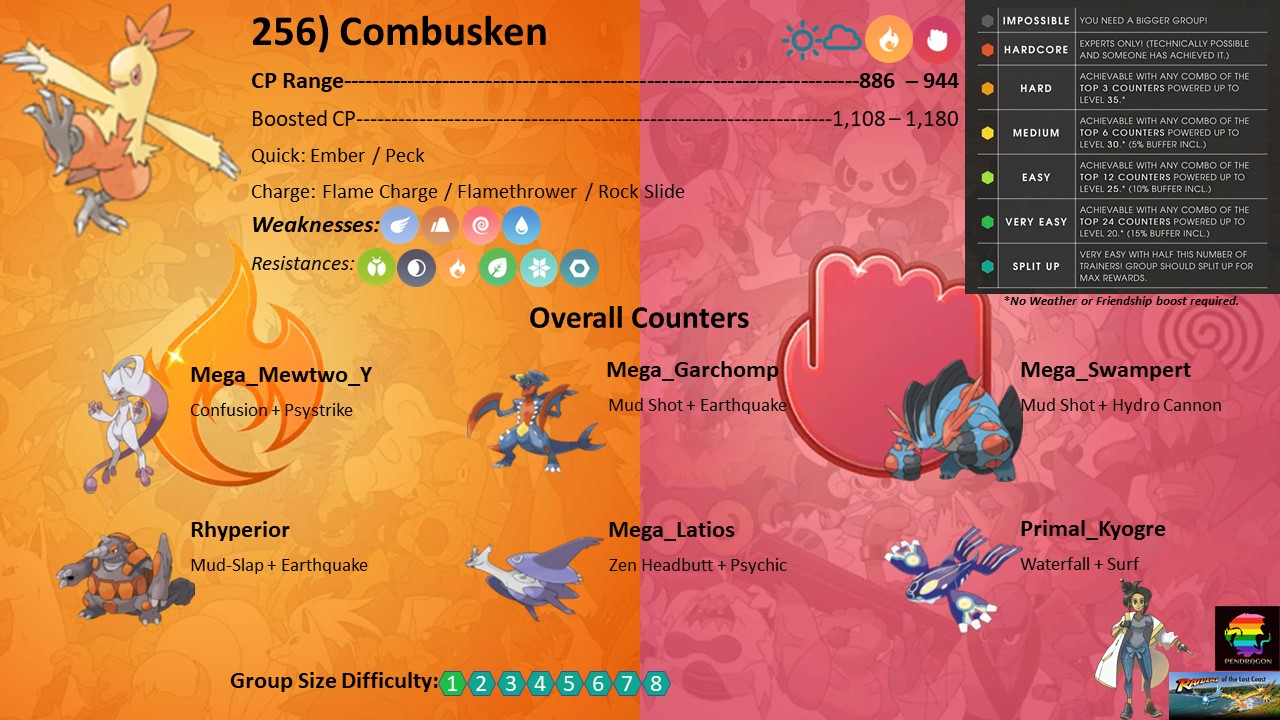 256) Combusken
CP Range------------------------------------------------------------------------886 – 944
Boosted CP------------------------------------------------------------------1,108 – 1,180
Quick: Ember / Peck
Charge: Flame Charge / Flamethrower / Rock Slide
Weaknesses:
Resistances:
IMPOSSIBLE YOU NEED A BIGGER GROUP!
HARDCORE EXPERTS ONLY! (TECHNICALLY POSSIBLE
AND SOMEONE HAS ACHIEVED IT.)
HARD ACHIEVABLE WITH ANY COMBO OF THE
TOP 3 COUNTERS POWERED UP TO
LEVEL 35.*
MEDIUM ACHIEVABLE WITH ANY COMBO OF THE
TOP 6 COUNTERS POWERED UP TO
LEVEL 30.* (5% BUFFER INCL.)
EASY ACHIEVABLE WITH ANY COMBO OF THE
TOP 12 COUNTERS POWERED UP TO
LEVEL 25.* (10% BUFFER INCL.)
VERY EASY ACHIEVABLE WITH ANY COMBO OF THE
TOP 24 COUNTERS POWERED UP TO
LEVEL 20.* (15% BUFFER INCL.)
SPLIT UP VERY EASY WITH HALF THIS NUMBER OF
TRAINERS! GROUP SHOULD SPLIT UP FOR
MAX REWARDS.
*No Weather or Friendship boost required.
Overall Counters
Mega_Mewtwo_Y
Confusion + Psystrike
Mega_Garchomp
Mud Shot + Earthquake
Mega_Swampert
Mud Shot + Hydro Cannon
Rhyperior
Mud-Slap + Earthquake
Mega_Latios
Zen Headbutt + Psychic
Primal_Kyogre
Waterfall + Surf
Group Size Difficulty: 1 2 3 4 5 6 7 8
PENDRAGON
RAIDERS of the Lost Coast